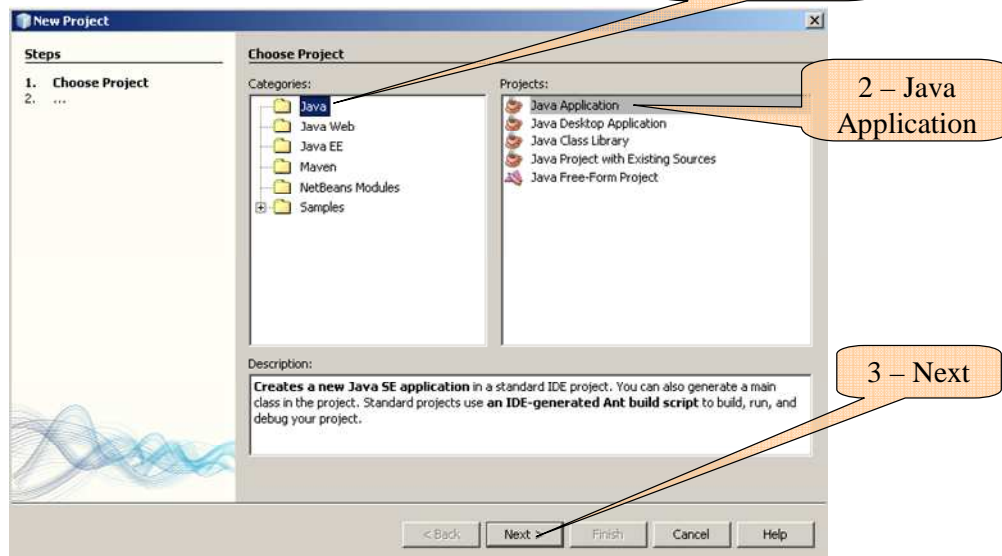 New Project
Steps
1. Choose Project
2. ...
Choose Project
Categories:
Java
Java Web
Java EE
Maven
NetBeans Modules
Samples
Projects:
Java Application
Java Desktop Application
Java Class Library
Java Project with Existing Sources
Java Free-Form Project
2 – Java
Application
Description:
Creates a new Java SE application in a standard IDE project. You can also generate a main
class in the project. Standard projects use an IDE-generated Ant build script to build, run, and
debug your project.
3 – Next
< Back
Next >
Finish
Cancel
Help